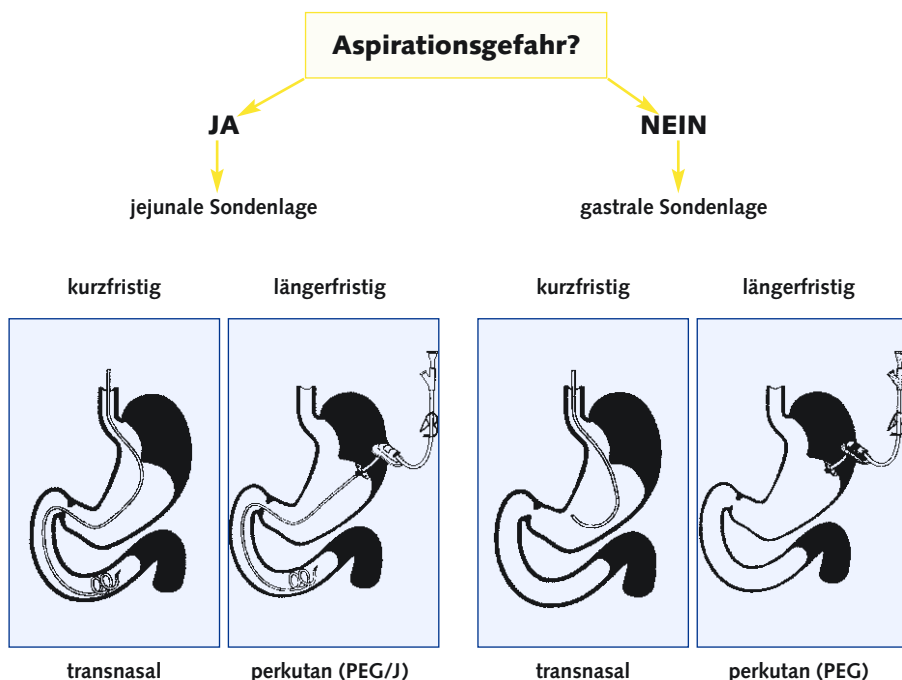 Aspirationsgefahr?
JA
NEIN
jejunale Sondenlage
gastrale Sondenlage
kurzfristig
längerfristig
kurzfristig
längerfristig
transnasal
perkutan (PEG/J)
transnasal
perkutan (PEG)